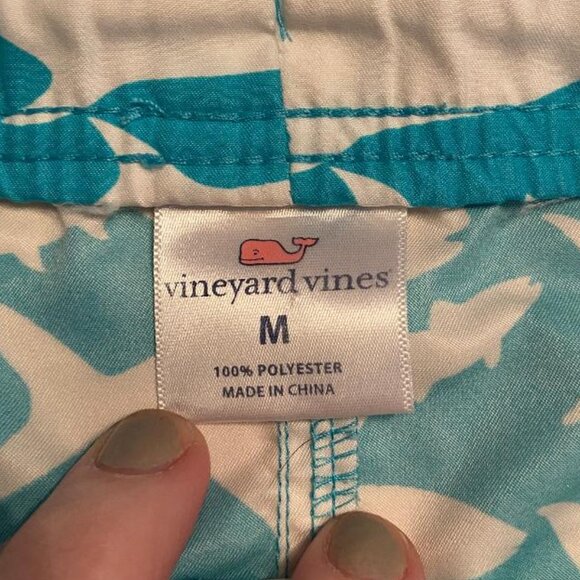 vineyard vines®
M
100% POLYESTER
MADE IN CHINA